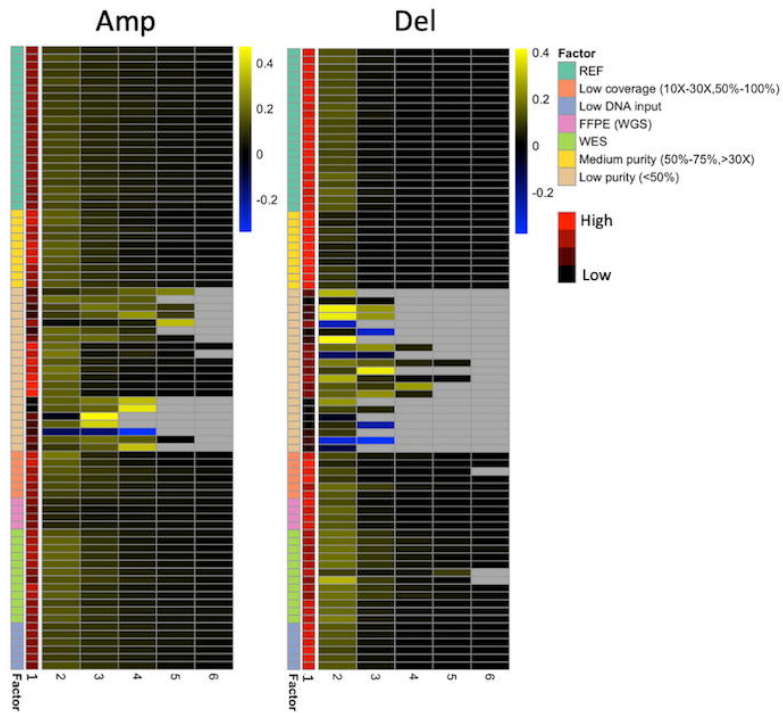 Amp
Del
0.4
0.2
0
-0.2
0.4
0.2
0
-0.2
Factor
REF
Low coverage (10X-30X,50%-100%)
Low DNA input
FFPE (WGS)
WES
Medium purity (50%-75%,>30X)
Low purity (<50%)
High
Low
Factor
1
2
3
4
5
6
Factor
1
2
3
4
5
6